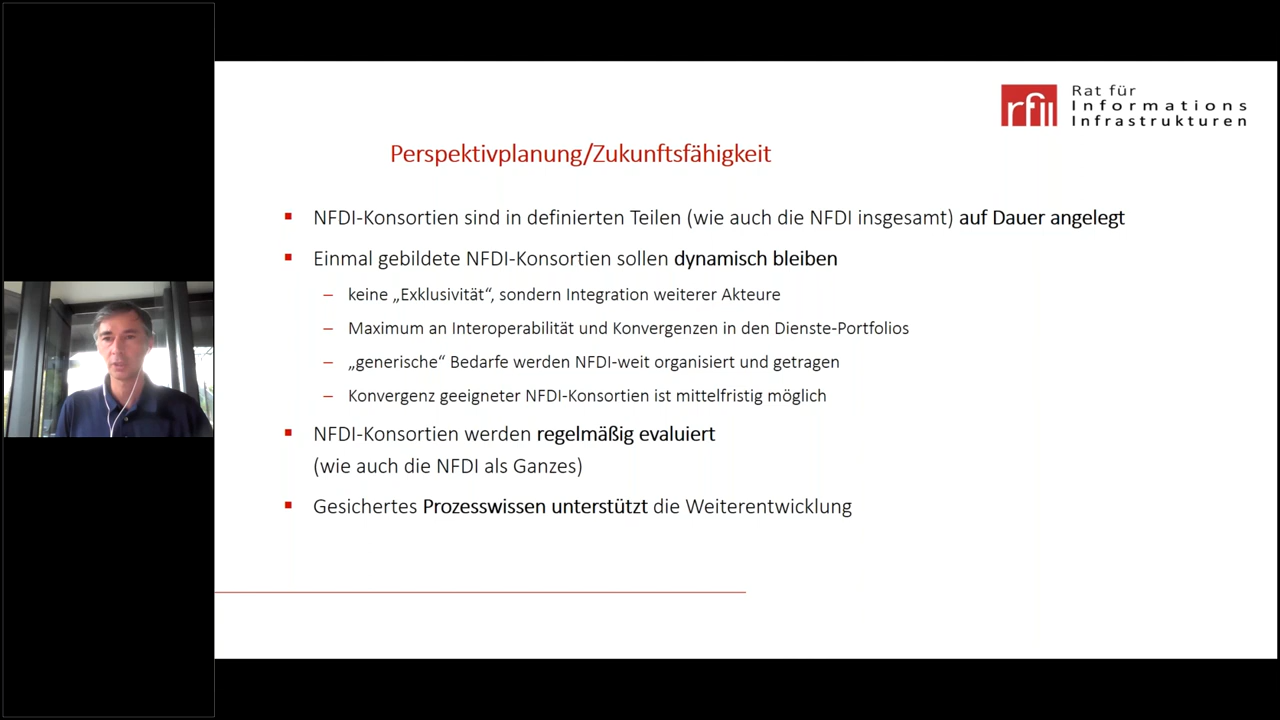 rfii
Rat für
Informations
Infrastrukturen
Perspektivplanung/Zukunftsfähigkeit
▪ NFDI-Konsortien sind in definierten Teilen (wie auch die NFDI insgesamt) auf Dauer angelegt
▪ Einmal gebildete NFDI-Konsortien sollen dynamisch bleiben
– keine „Exklusivität“, sondern Integration weiterer Akteure
– Maximum an Interoperabilität und Konvergenzen in den Dienste-Portfolios
– „generische“ Bedarfe werden NFDI-weit organisiert und getragen
– Konvergenz geeigneter NFDI-Konsortien ist mittelfristig möglich
▪ NFDI-Konsortien werden regelmäßig evaluiert
(wie auch die NFDI als Ganzes)
▪ Gesichertes Prozesswissen unterstützt die Weiterentwicklung